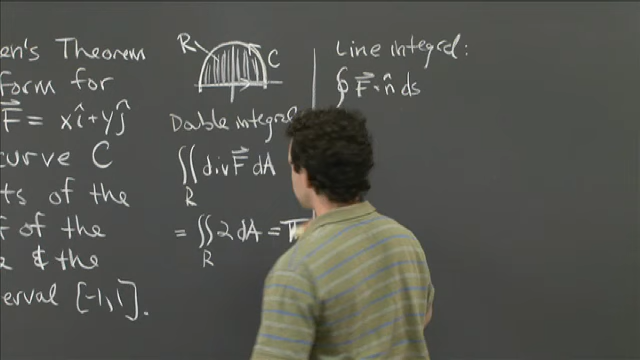 en's Theorem
form for
F⃗ = xî+yĵ
curve C
ts of the
f of the
& the
erval [-1,1].
R C
Double integral
∬ div F⃗ dA
R
= ∬ 2 dA = π
R
Line integral:
∮ F⃗ · n̂ ds